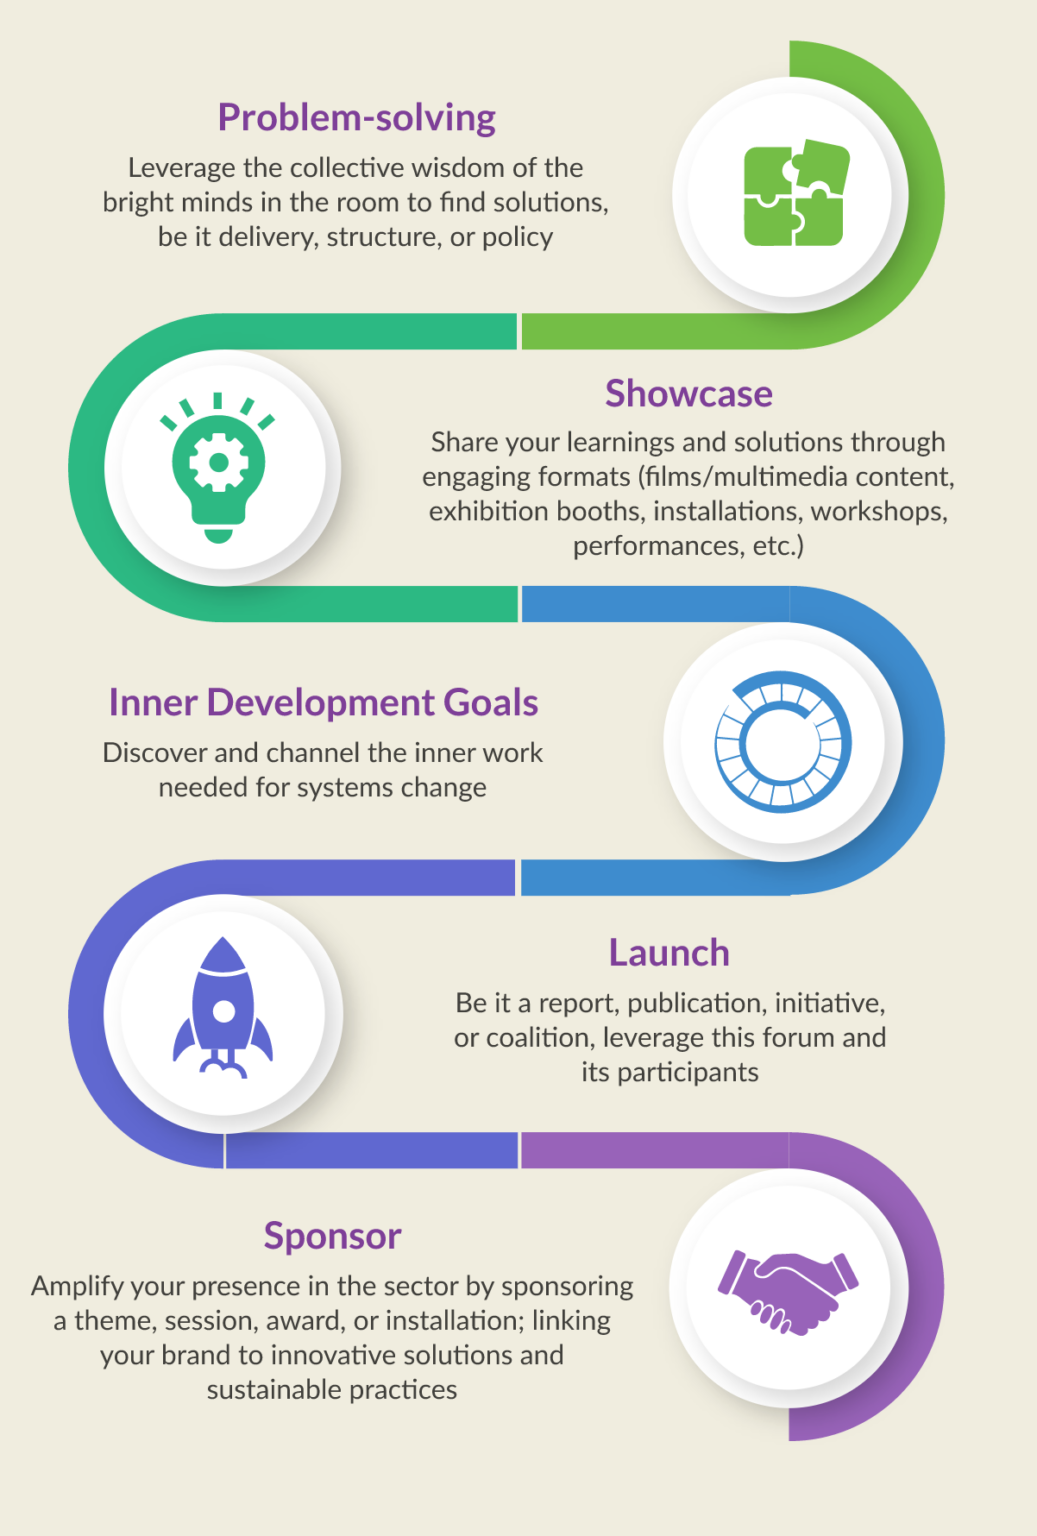 Problem-solving
Leverage the collective wisdom of the
bright minds in the room to find solutions,
be it delivery, structure, or policy
Showcase
Share your learnings and solutions through
engaging formats (films/multimedia content,
exhibition booths, installations, workshops,
performances, etc.)
Inner Development Goals
Discover and channel the inner work
needed for systems change
Launch
Be it a report, publication, initiative,
or coalition, leverage this forum and
its participants
Sponsor
Amplify your presence in the sector by sponsoring
a theme, session, award, or installation; linking
your brand to innovative solutions and
sustainable practices